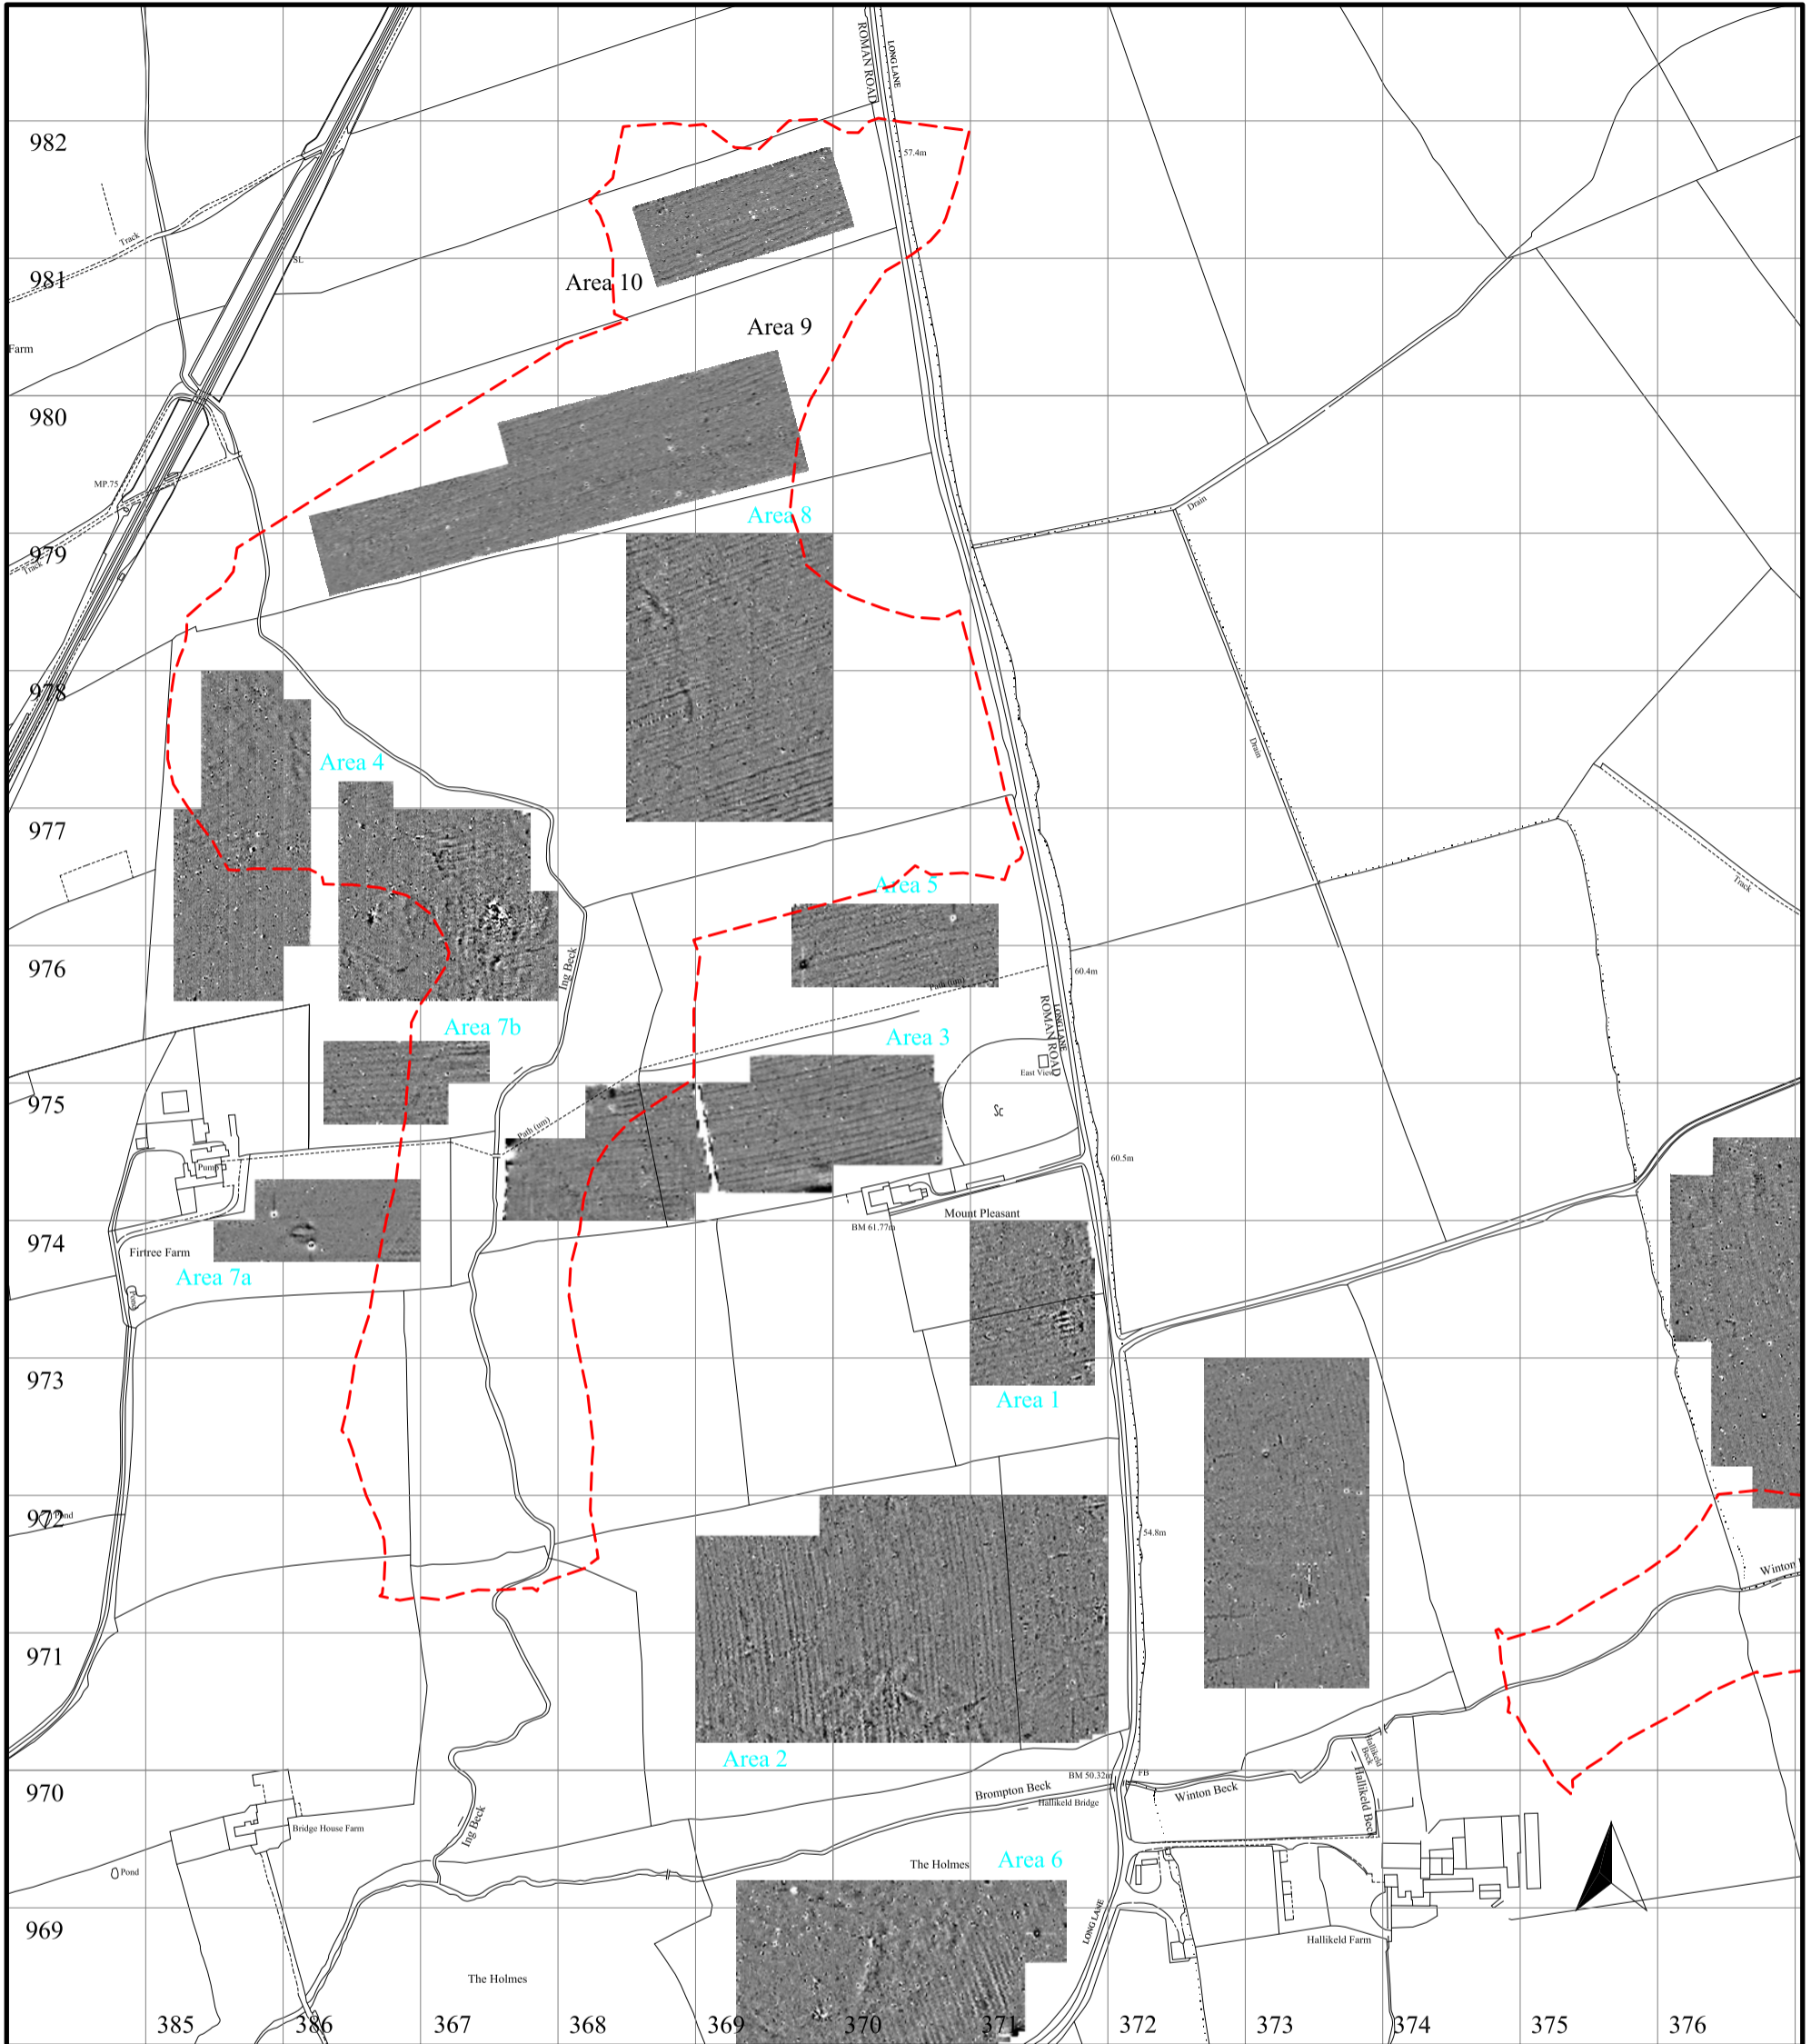 ROMAN ROAD
LONG LANE
982
57.4m
Track
SL
981
Area 10
Area 9
Farm
980
MP.75
Drain
Area 8
979
Track
978
Drain
Area 4
977
Area 5
Track
976
Ing Beck
60.4m
Path (um)
LONG LANE
ROMAN ROAD
Area 7b
Area 3
East View
975
Sc
Path (um)
Pump
60.5m
Mount Pleasant
BM 61.77m
974
Firtree Farm
Area 7a
Pond
973
Area 1
972
Pond
54.8m
Winton
971
Area 2
Hallikeld Beck
970
BM 50.32m
FB
Brompton Beck
Winton Beck
Hallikeld Bridge
Hallikeld Beck
Ing Beck
Bridge House Farm
Pond
The Holmes
Area 6
LONG LANE
969
Hallikeld Farm
The Holmes
385 386 367 368 369 370 371 372 373 374 375 376